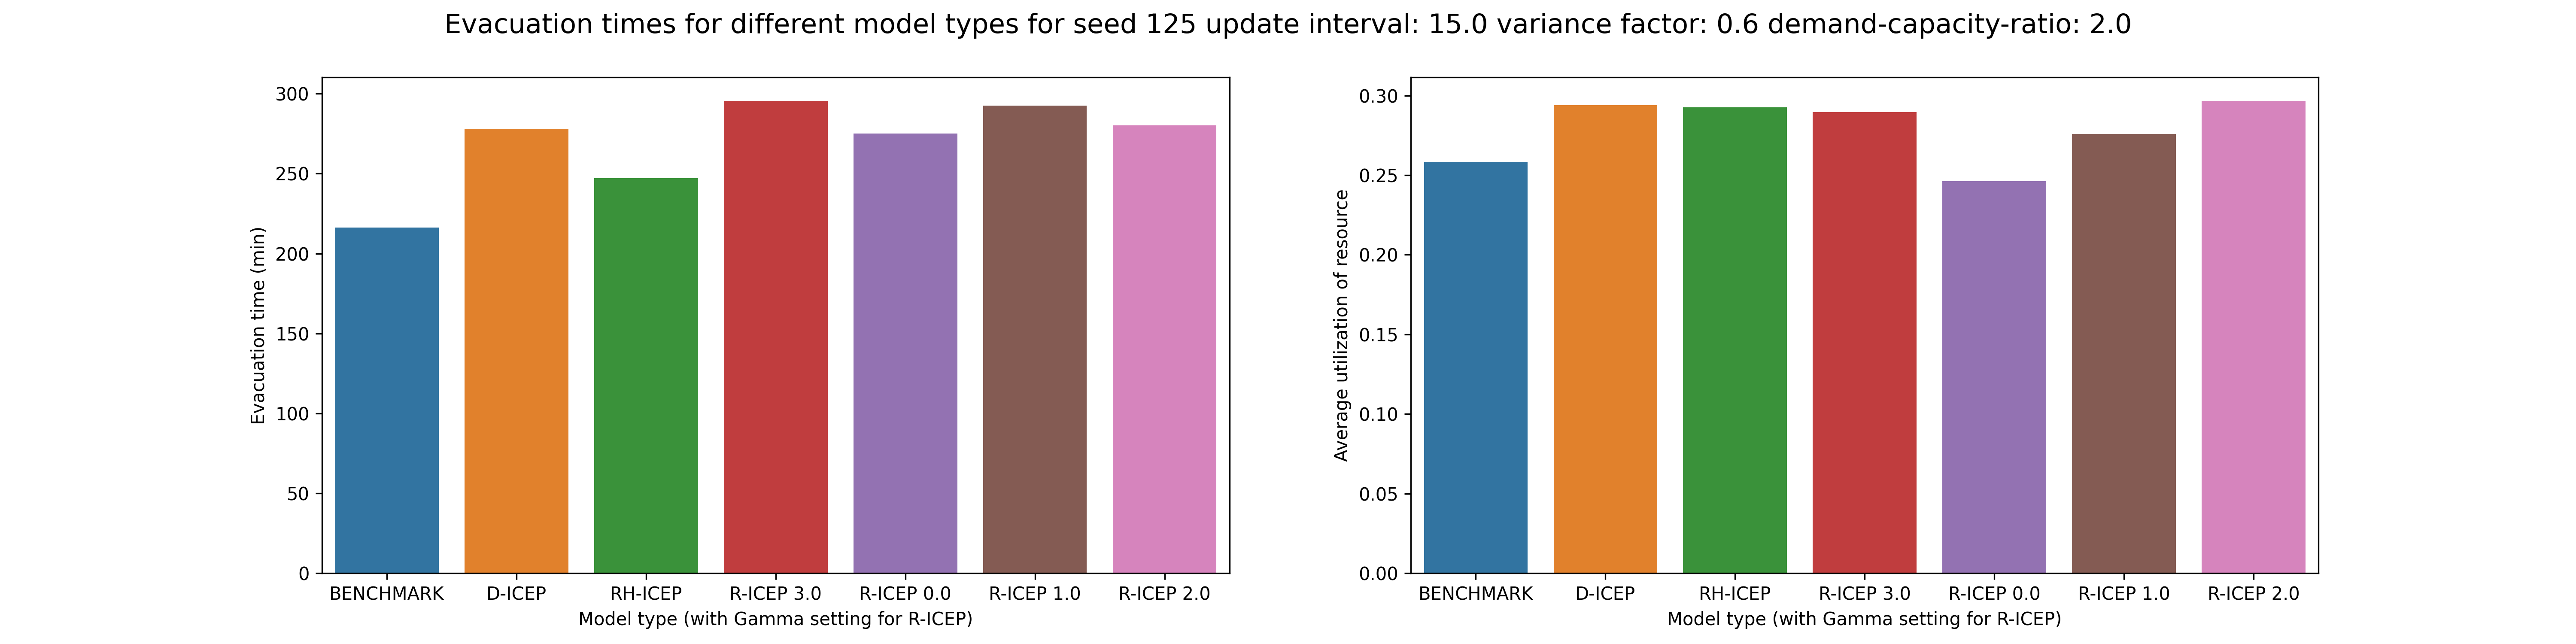 Evacuation times for different model types for seed 125 update interval: 15.0 variance factor: 0.6 demand-capacity-ratio: 2.0
Evacuation time (min)
300
250
200
150
100
50
0
BENCHMARK D-ICEP RH-ICEP R-ICEP 3.0 R-ICEP 0.0 R-ICEP 1.0 R-ICEP 2.0
Model type (with Gamma setting for R-ICEP)
Average utilization of resource
0.30
0.25
0.20
0.15
0.10
0.05
0.00
BENCHMARK D-ICEP RH-ICEP R-ICEP 3.0 R-ICEP 0.0 R-ICEP 1.0 R-ICEP 2.0
Model type (with Gamma setting for R-ICEP)